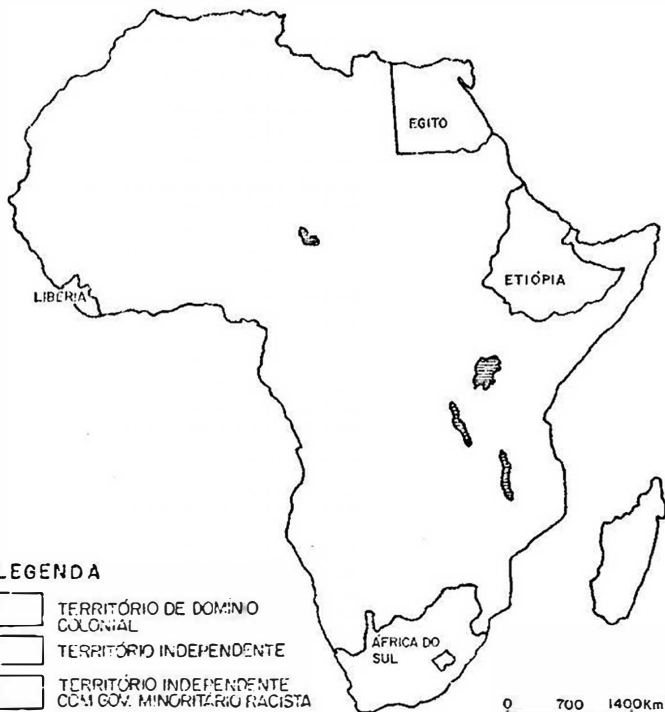 EGITO
ETIÓPIA
LIBÉRIA
ÁFRICA DO
SUL
LEGENDA
TERRITÓRIO DE DOMÍNIO
COLONIAL
TERRITÓRIO INDEPENDENTE
TERRITÓRIO INDEPENDENTE
COM GOV. MINORITÁRIO RACISTA
0 700 1400Km